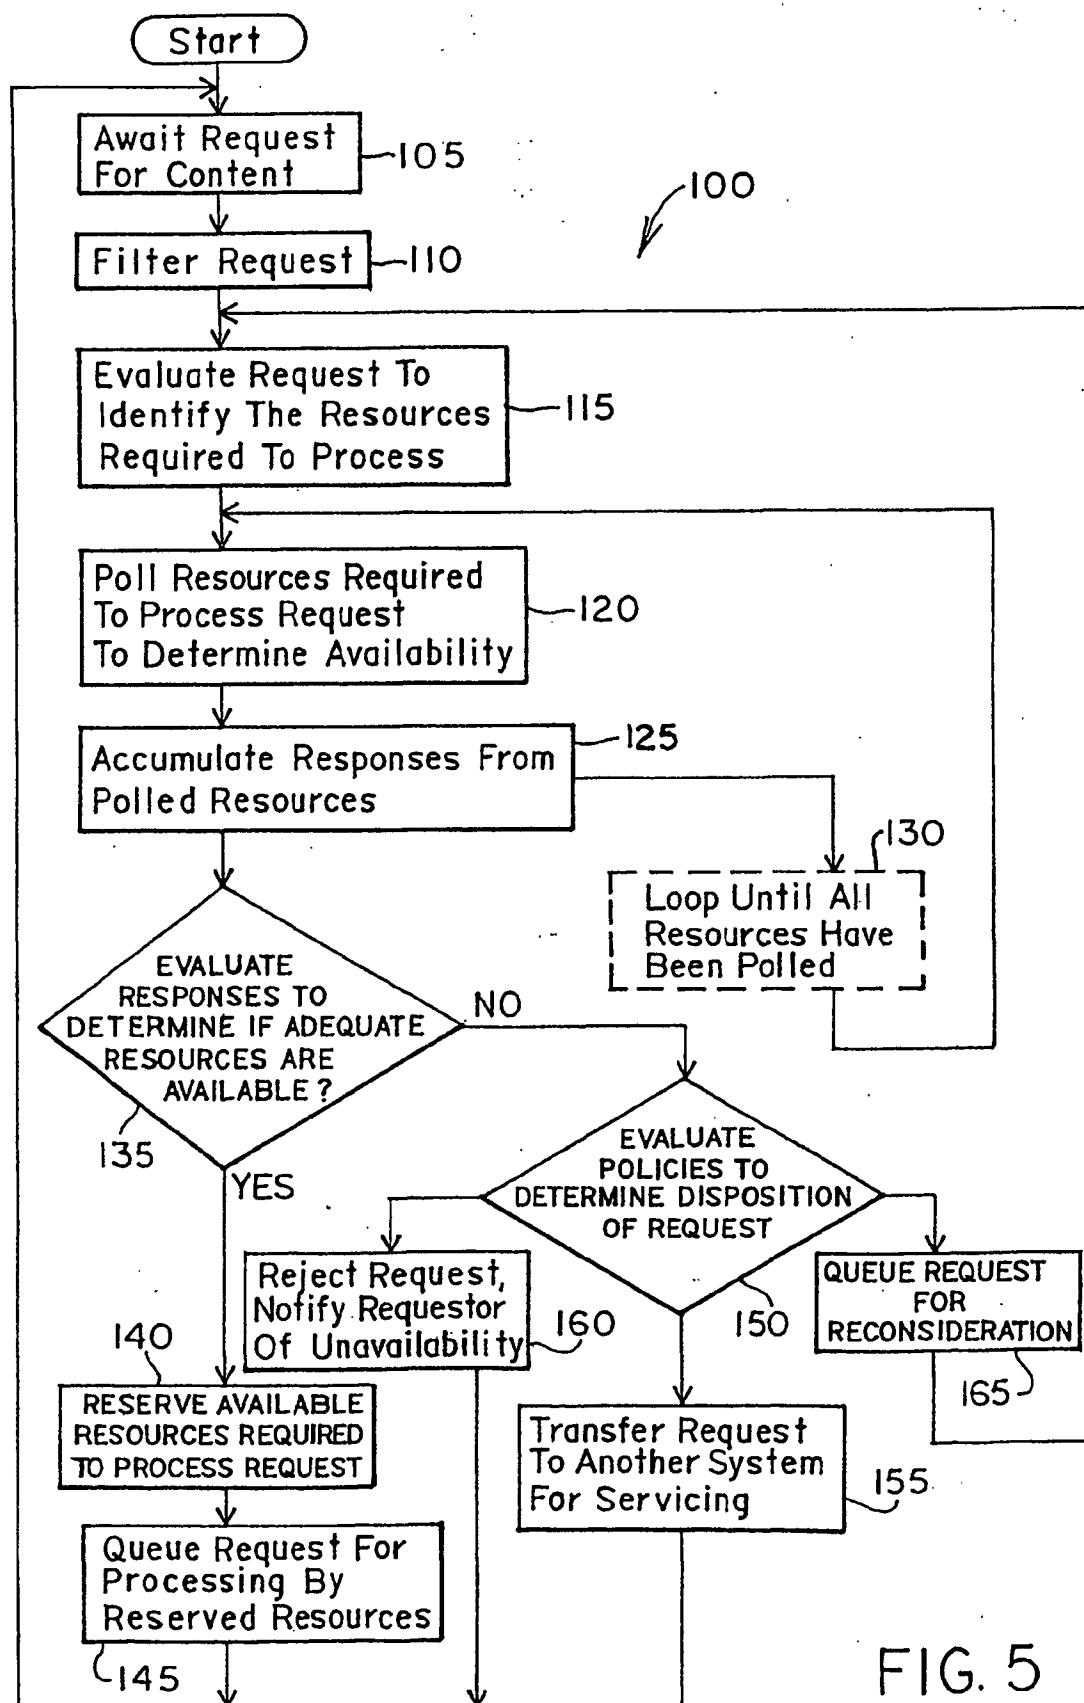 Start
Await Request
For Content
105
100
Filter Request
110
Evaluate Request To
Identify The Resources
Required To Process
115
Poll Resources Required
To Process Request
To Determine Availability
120
Accumulate Responses From
Polled Resources
125
130
Loop Until All
Resources Have
Been Polled
EVALUATE
RESPONSES TO
DETERMINE IF ADEQUATE
RESOURCES ARE
AVAILABLE?
NO
135
YES
EVALUATE
POLICIES TO
DETERMINE DISPOSITION
OF REQUEST
150
Reject Request,
Notify Requestor
Of Unavailability
160
QUEUE REQUEST
FOR
RECONSIDERATION
165
140
RESERVE AVAILABLE
RESOURCES REQUIRED
TO PROCESS REQUEST
Transfer Request
To Another System
For Servicing
155
Queue Request For
Processing By
Reserved Resources
145
FIG. 5